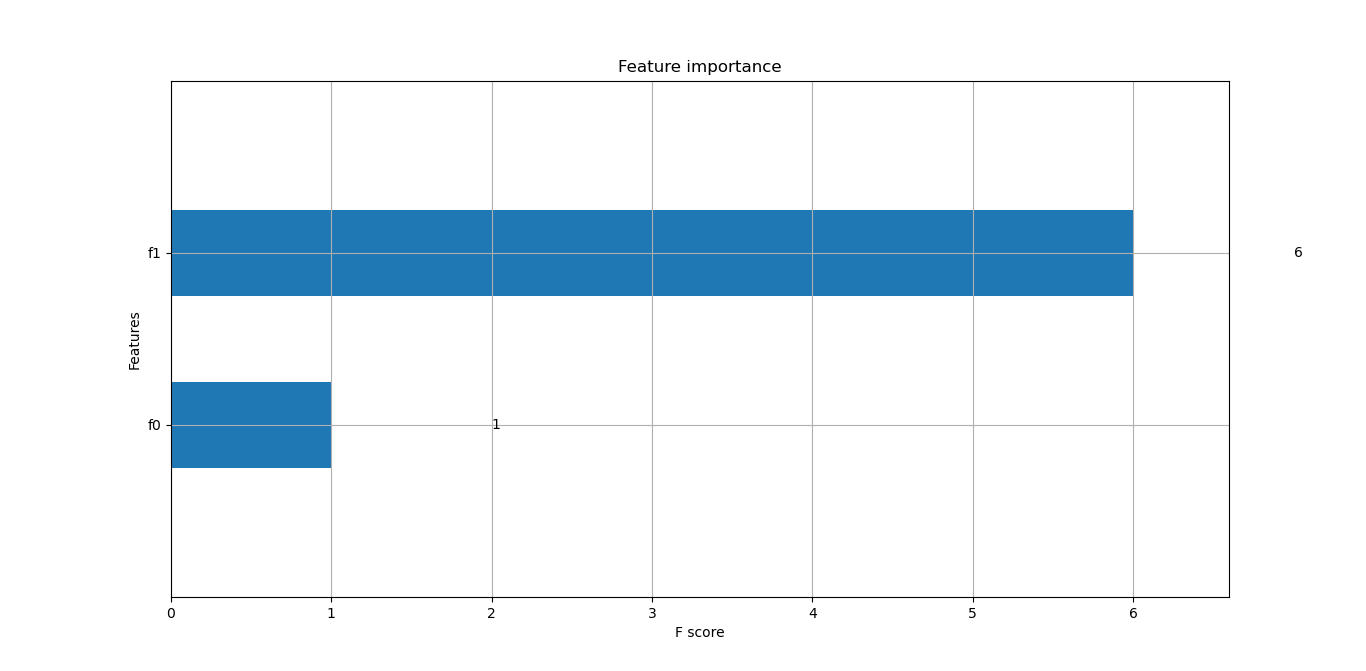 Feature importance
f1
6
Features
f0
1
0 1 2 3 4 5 6
F score